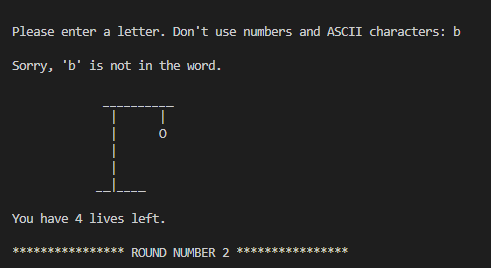 Please enter a letter. Don't use numbers and ASCII characters: b
Sorry, 'b' is not in the word.
__________
|      |
|      O
|
|
__|____
You have 4 lives left.
**************** ROUND NUMBER 2 ****************